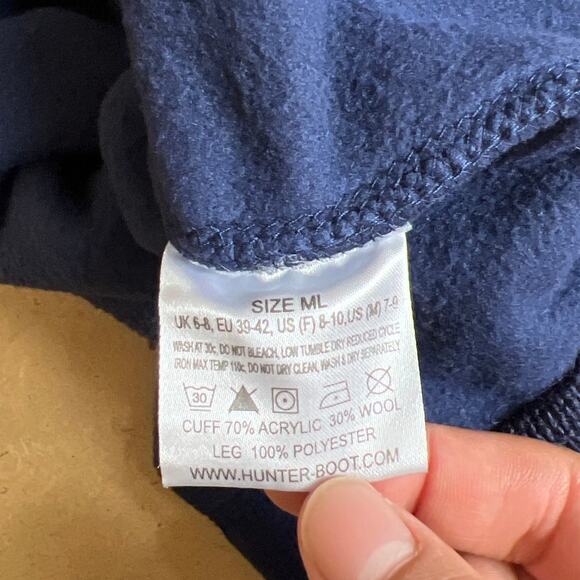 SIZE ML
UK 6-8, EU 39-42, US (F) 8-10,US (M) 7-9
WASH AT 30c, DO NOT BLEACH, LOW TUMBLE DRY REDUCED CYCLE
IRON MAX TEMP 110c, DO NOT DRY CLEAN, WASH & DRY SEPARATELY
30
CUFF 70% ACRYLIC 30% WOOL
LEG 100% POLYESTER
WWW.HUNTER-BOOT.COM